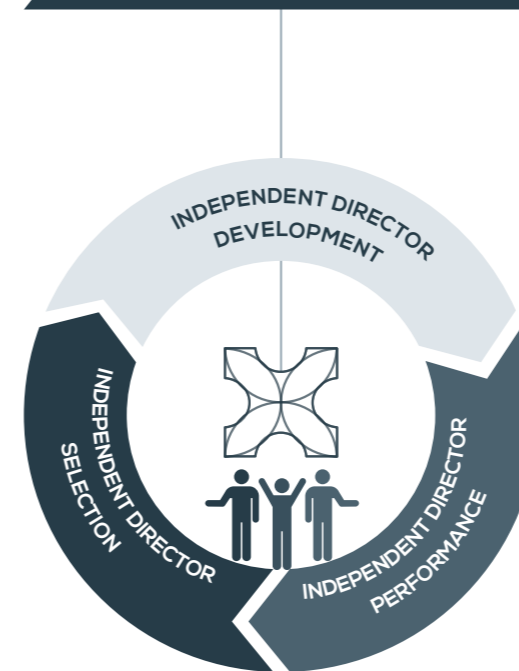 INDEPENDENT DIRECTOR
DEVELOPMENT
INDEPENDENT DIRECTOR
SELECTION
INDEPENDENT DIRECTOR
PERFORMANCE